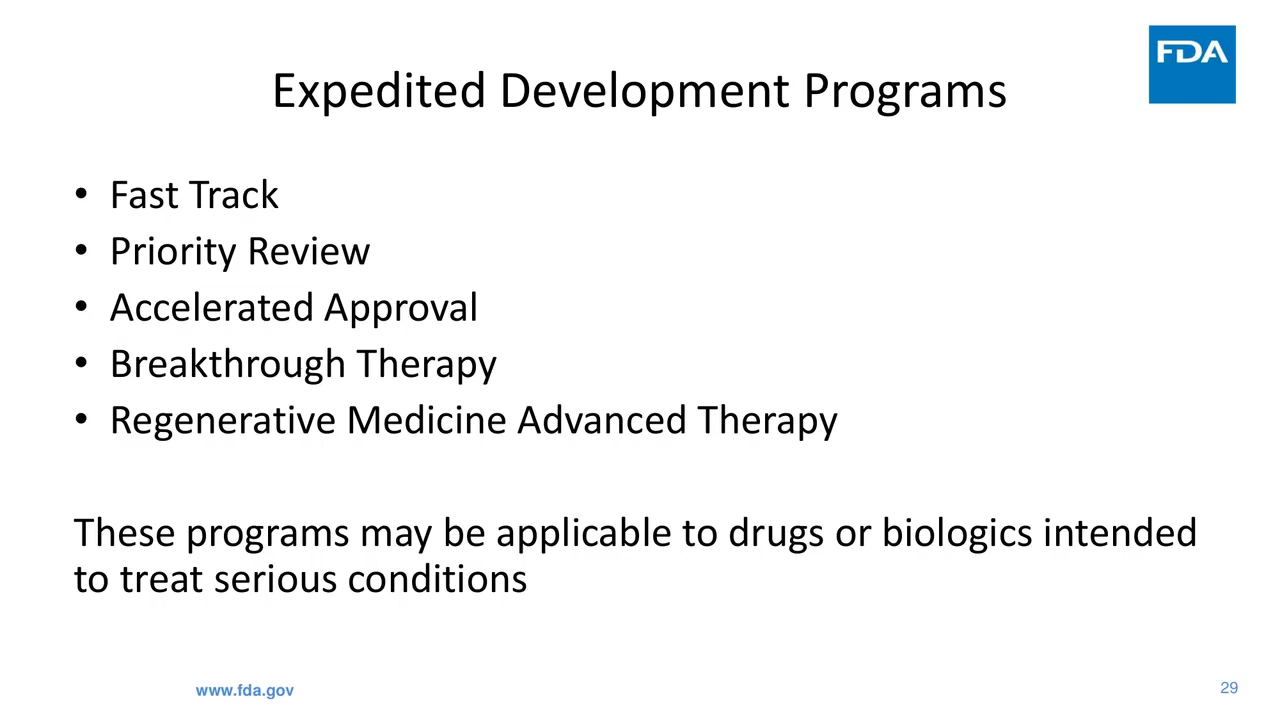 FDA
Expedited Development Programs
• Fast Track
• Priority Review
• Accelerated Approval
• Breakthrough Therapy
• Regenerative Medicine Advanced Therapy
These programs may be applicable to drugs or biologics intended
to treat serious conditions
www.fda.gov
29